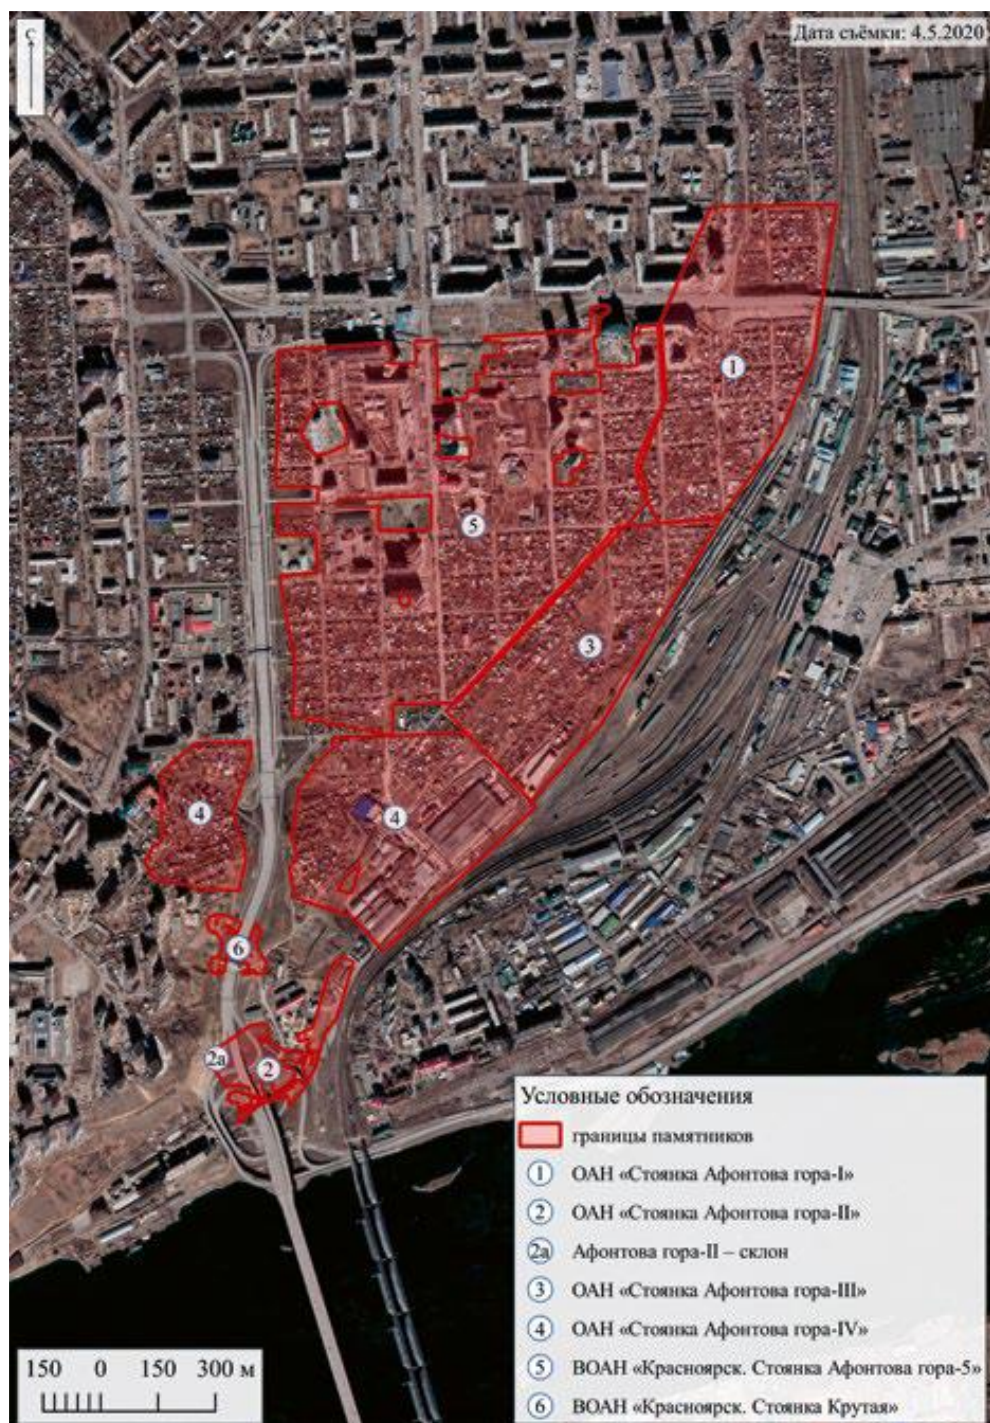 С
Дата съёмки: 4.5.2020
1
5
3
4
4
6
2а
2
Условные обозначения
границы памятников
1 ОАН «Стоянка Афонтова гора-I»
2 ОАН «Стоянка Афонтова гора-II»
2а Афонтова гора-II – склон
3 ОАН «Стоянка Афонтова гора-III»
4 ОАН «Стоянка Афонтова гора-IV»
5 ВОАН «Красноярск. Стоянка Афонтова гора-5»
6 ВОАН «Красноярск. Стоянка Крутая»
150 0 150 300 м